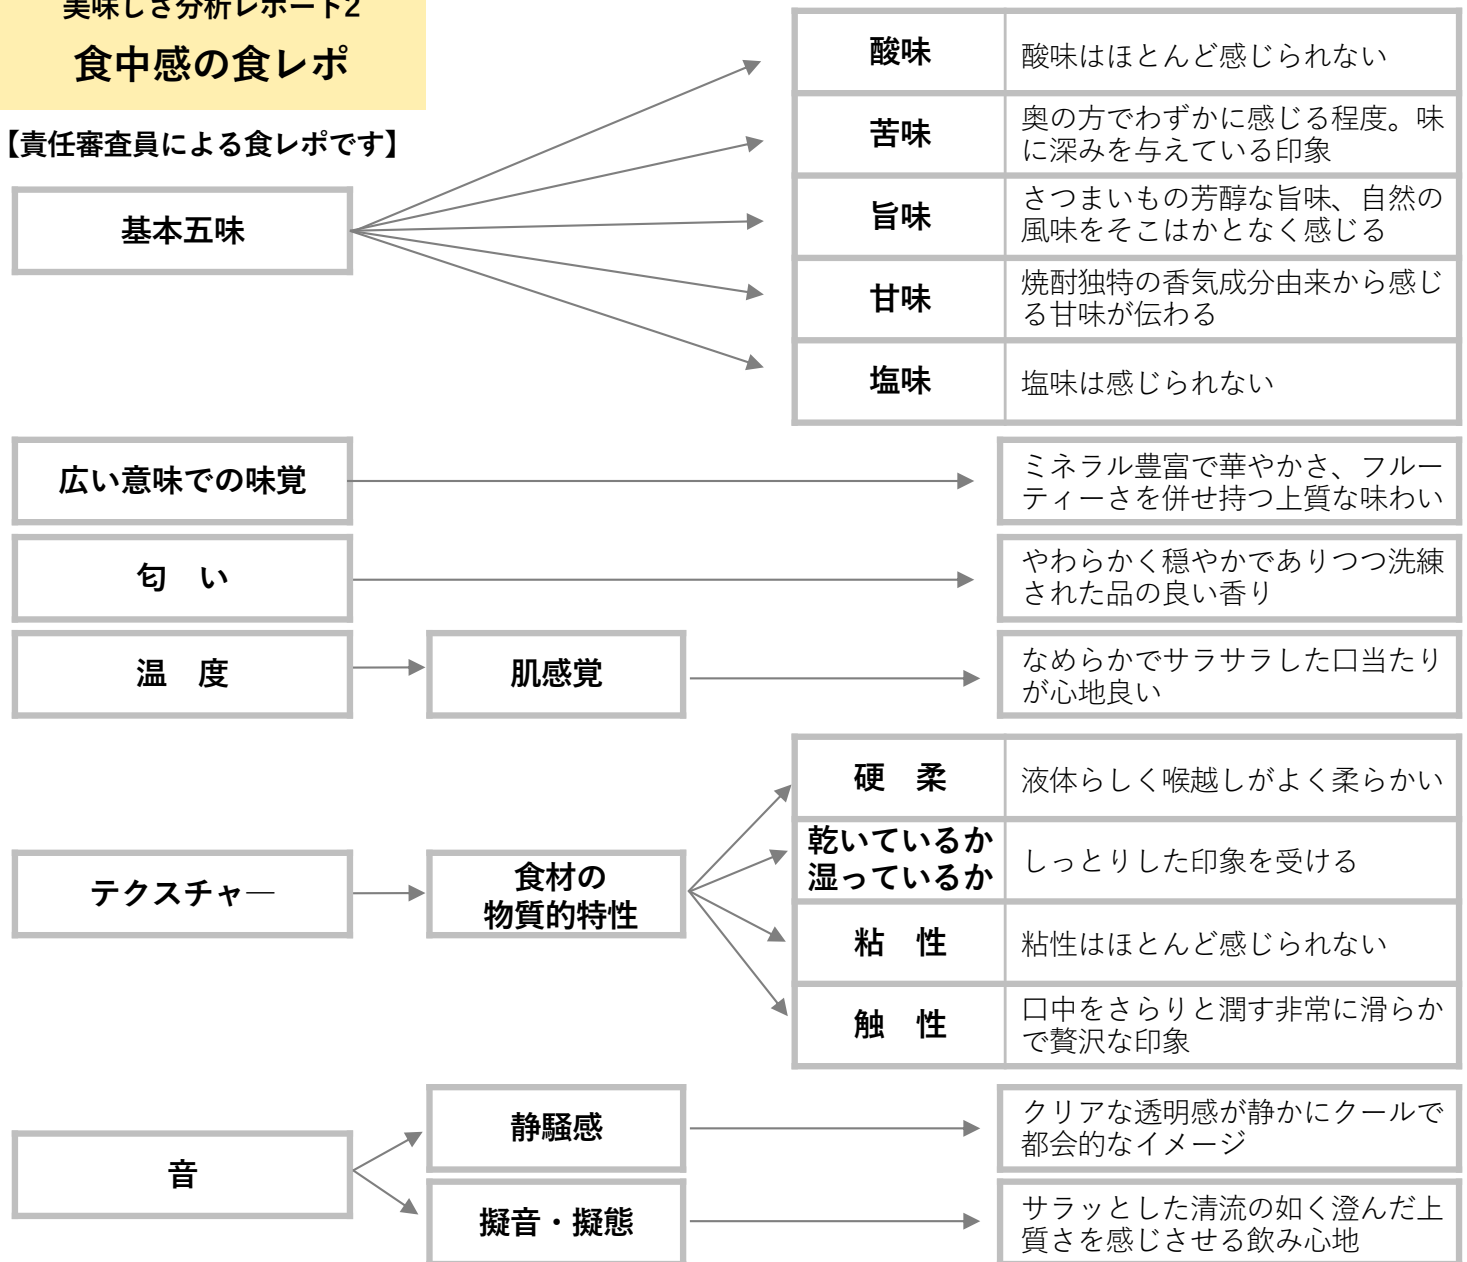 美味しさ分析レポート2
食中感の食レポ
【責任審査員による食レポです】
基本五味
酸味
酸味はほとんど感じられない
苦味
奥の方でわずかに感じる程度。味
に深みを与えている印象
旨味
さつまいもの芳醇な旨味、自然の
風味をそこはかとなく感じる
甘味
焼酎独特の香気成分由来から感じ
る甘味が伝わる
塩味
塩味は感じられない
広い意味での味覚
ミネラル豊富で華やかさ、フルー
ティーさを併せ持つ上質な味わい
匂　い
やわらかく穏やかでありつつ洗練
された品の良い香り
温　度
肌感覚
なめらかでサラサラした口当たり
が心地良い
テクスチャ―
食材の
物質的特性
硬　柔
液体らしく喉越しがよく柔らかい
乾いているか
湿っているか
しっとりした印象を受ける
粘　性
粘性はほとんど感じられない
触　性
口中をさらりと潤す非常に滑らか
で贅沢な印象
音
静騒感
クリアな透明感が静かにクールで
都会的なイメージ
擬音・擬態
サラッとした清流の如く澄んだ上
質さを感じさせる飲み心地